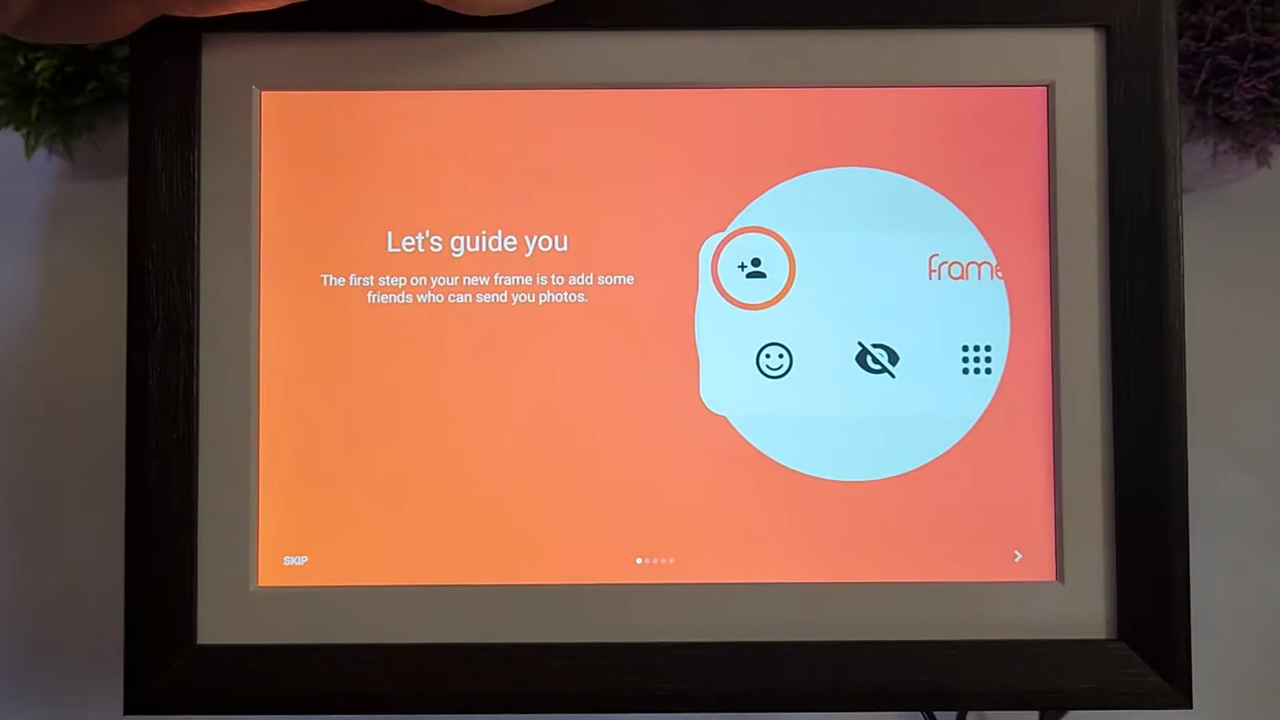 Let's guide you
The first step on your new frame is to add some
friends who can send you photos.
frame
SKIP